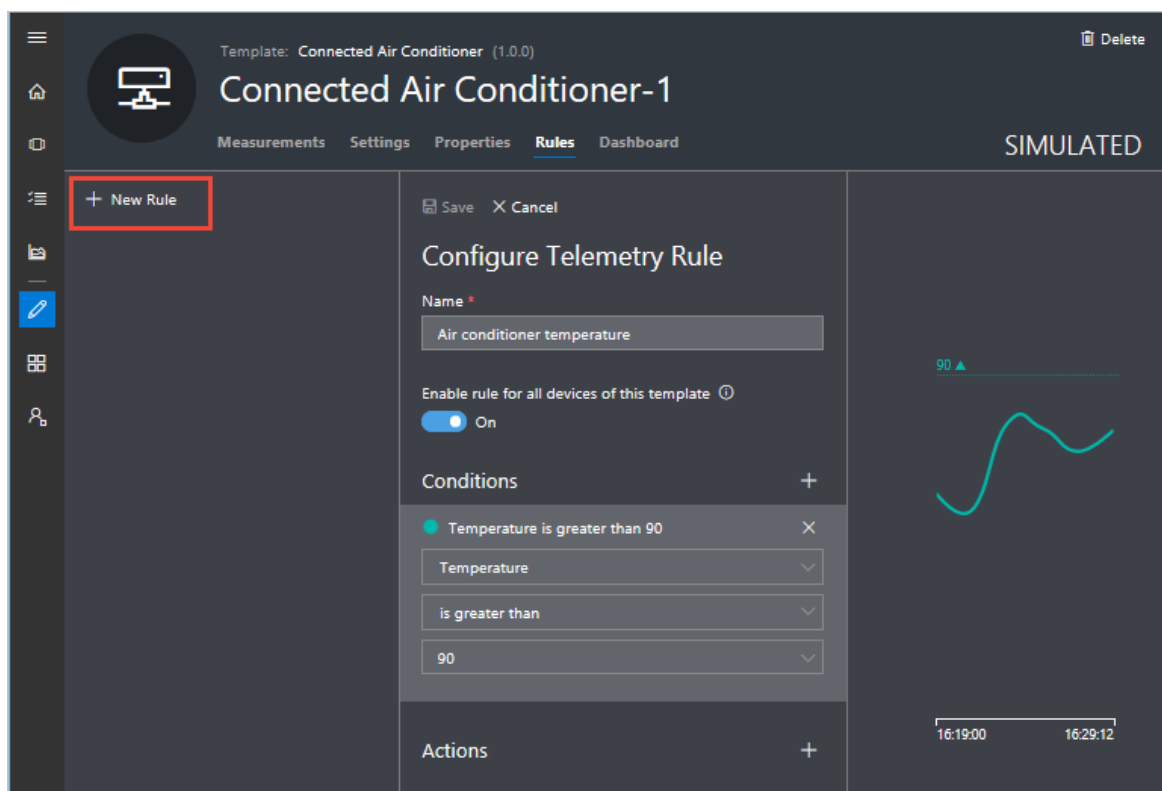 Delete
Template: Connected Air Conditioner (1.0.0)
Connected Air Conditioner-1
Measurements Settings Properties Rules Dashboard
SIMULATED
+ New Rule
Save × Cancel
Configure Telemetry Rule
Name *
Air conditioner temperature
Enable rule for all devices of this template
On
Conditions +
Temperature is greater than 90 ×
Temperature
is greater than
90
Actions +
90 ▲
16:19:00 16:29:12